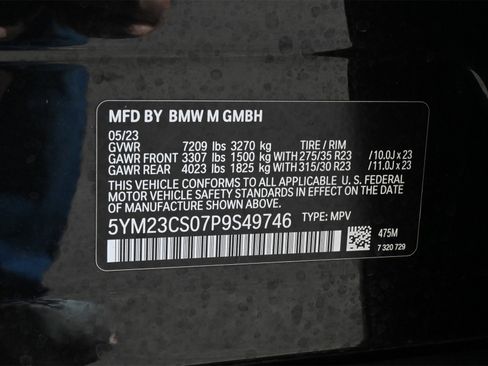 MFD BY BMW M GMBH
05/23
GVWR 7209 lbs 3270 kg TIRE / RIM
GAWR FRONT 3307 lbs 1500 kg WITH 275/35 R23 /10.0J x 23
GAWR REAR 4023 lbs 1825 kg WITH 315/30 R23 /11.0J x 23
THIS VEHICLE CONFORMS TO ALL APPLICABLE U. S. FEDERAL
MOTOR VEHICLE SAFETY STANDARDS IN EFFECT ON THE DATE
OF MANUFACTURE SHOWN ABOVE.
5YM23CS07P9S49746 TYPE: MPV
475M
7 320 729